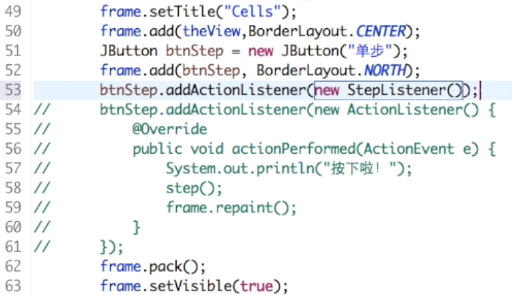 49 frame.setTitle("Cells");
50 frame.add(theView,BorderLayout.CENTER);
51 JButton btnStep = new JButton("单步");
52 frame.add(btnStep, BorderLayout.NORTH);
53 btnStep.addActionListener(new StepListener());
54 // btnStep.addActionListener(new ActionListener() {
55 // @Override
56 // public void actionPerformed(ActionEvent e) {
57 // System.out.println("按下啦！");
58 // step();
59 // frame.repaint();
60 // }
61 // });
62 frame.pack();
63 frame.setVisible(true);